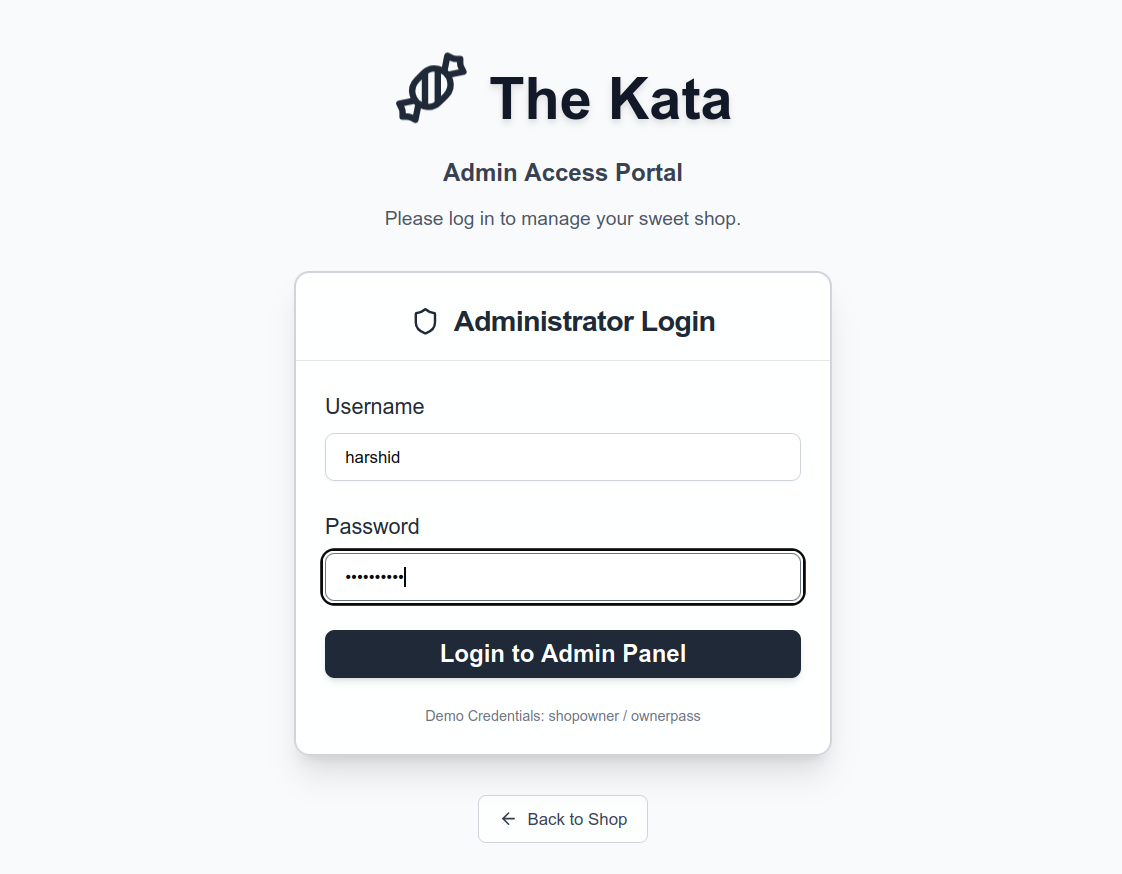 The Kata
Admin Access Portal
Please log in to manage your sweet shop.
Administrator Login
Username
harshid
Password
••••••••••
Login to Admin Panel
Demo Credentials: shopowner / ownerpass
Back to Shop